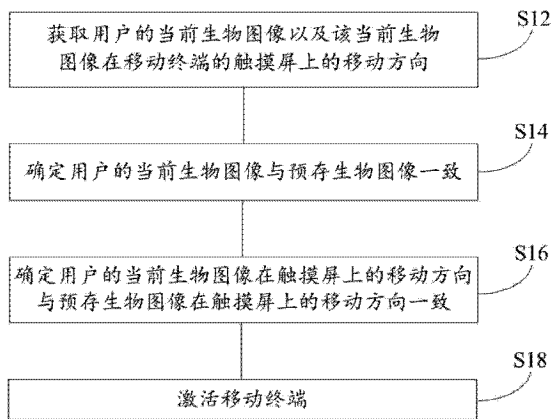 S12
获取用户的当前生物图像以及该当前生物
图像在移动终端的触摸屏上的移动方向
S14
确定用户的当前生物图像与预存生物图像一致
S16
确定用户的当前生物图像在触摸屏上的移动方向
与预存生物图像在触摸屏上的移动方向一致
S18
激活移动终端